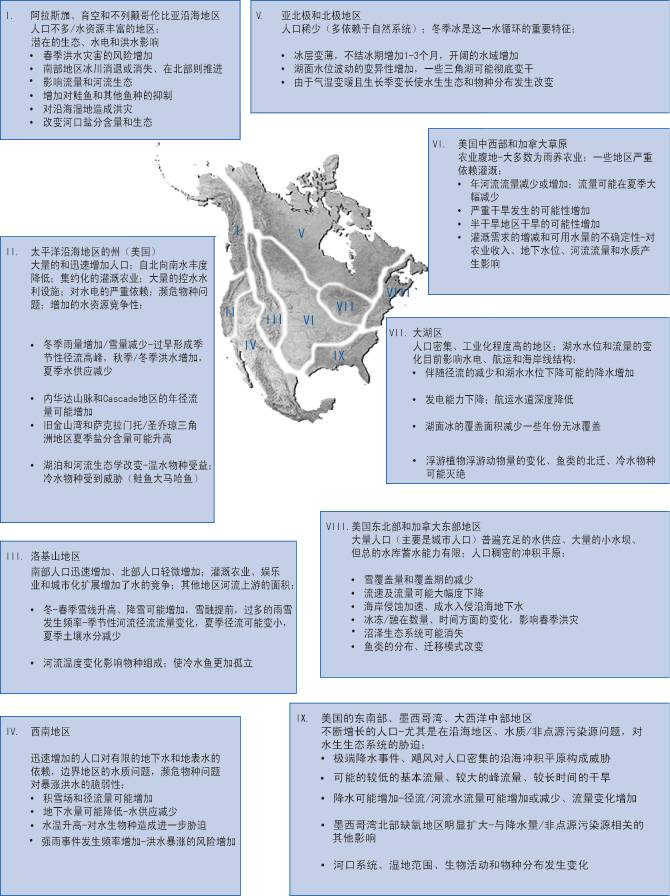 I. 阿拉斯加、育空和不列颠哥伦比亚沿海地区
人口不多/水资源丰富的地区;
潜在的生态、水电和洪水影响
• 春季洪水灾害的风险增加
• 南部地区冰川消退或消失、在北部则推进
• 影响流量和河流生态
• 增加对鲑鱼和其他鱼种的抑制
• 对沿海湿地造成洪灾
• 改变河口盐分含量和生态
V. 亚北极和北极地区
人口稀少(多依赖于自然系统); 冬季冰是这一水循环的重要特征;
• 冰层变薄, 不结冰期增加1-3个月, 开阔的水域增加
• 湖面水位波动的变异性增加, 一些三角湖可能彻底变干
• 由于气温变暖且生长季变长使水生生态和物种分布发生改变
VI. 美国中西部和加拿大草原
农业腹地-大多数为雨养农业; 一些地区严重
依赖灌溉:
• 年河流流量减少或增加; 流量可能在夏季大
幅减少
• 严重干旱发生的可能性增加
• 半干旱地区干旱的可能性增加
• 灌溉需求的增减和可用水量的不确定性-对
农业收入、地下水位、河流流量和水质产
生影响
II. 太平洋沿海地区的州(美国)
大量的和迅速增加人口; 自北向南水丰度
降低; 集约化的灌溉农业; 大量的控水水
利设施; 对水电的严重依赖; 濒危物种问
题; 增加的水资源竞争性:
• 冬季雨量增加/雪量减少-过早形成季
节性径流高峰, 秋季/冬季洪水增加,
夏季水供应减少
• 内华达山脉和Cascade地区的年径流
量可能增加
• 旧金山湾和萨克拉门托/圣乔琼三角
洲地区夏季盐分含量可能升高
• 湖泊和河流生态学改变-温水物种受益;
冷水物种受到威胁(鲑鱼大马哈鱼)
V
II
III
VI
VII
VIII
IV
IX
VII. 大湖区
人口密集、工业化程度高的地区; 湖水水位和流量的变
化目前影响水电、航运和海岸线结构:
• 伴随径流的减少和湖水水位下降可能的降水增加
• 发电能力下降; 航运水道深度降低
• 湖面冰的覆盖面积减少一些年份无冰覆盖
• 浮游植物浮游动物量的变化、鱼类的北迁、冷水物种
可能灭绝
VIII. 美国东北部和加拿大东部地区
大量人口(主要是城市人口)普遍充足的水供应、大量的小水坝、
但总的水库蓄水能力有限; 人口稠密的冲积平原:
• 雪覆盖量和覆盖期的减少
• 流速及流量可能大幅度下降
• 海岸侵蚀加速、咸水入侵沿海地下水
• 冰冻/融在数量、时间方面的变化, 影响春季洪灾
• 沼泽生态系统可能消失
• 鱼类的分布、迁移模式改变
III. 洛基山地区
南部人口迅速增加、北部人口轻微增加; 灌溉农业、娱乐
业和城市化扩展增加了水的竞争; 其他地区河流上游的面积:
• 冬-春季雪线升高、降雪可能增加, 雪融提前, 过多的雨雪
发生频率-季节性河流径流流量变化, 夏季径流可能变小,
夏季土壤水分减少
• 河流温度变化影响物种组成; 使冷水鱼更加孤立
IV. 西南地区
迅速增加的人口对有限的地下水和地表水的
依赖, 边界地区的水质问题, 濒危物种问题
对暴涨洪水的脆弱性:
• 积雪场和径流量可能增加
• 地下水量可能降低-水供应减少
• 水温升高-对水生物种造成进一步胁迫
• 强雨事件发生频率增加-洪水暴涨的风险增加
IX. 美国的东南部、墨西哥湾、大西洋中部地区
不断增长的人口-尤其是在沿海地区、水质/非点源污染源问题, 对
水生生态系统的胁迫:
• 极端降水事件、飓风对人口密集的沿海冲积平原构成威胁
• 可能的较低的基本流量、较大的峰流量、较长时间的干旱
• 降水可能增加-径流/河流水流量可能增加或减少、流量变化增加
• 墨西哥湾北部缺氧地区明显扩大-与降水量/非点源污染源相关的
其他影响
• 河口系统、湿地范围、生物活动和物种分布发生变化